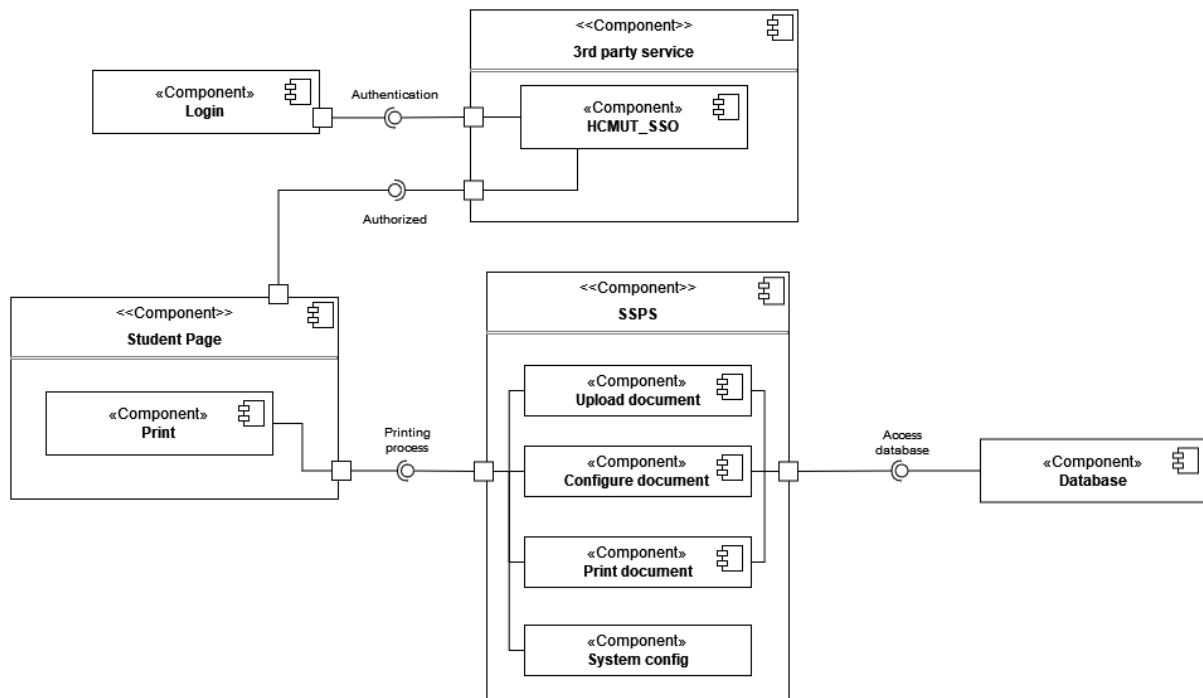 <<Component>>
3rd party service
«Component»
Login
Authentication
«Component»
HCMUT_SSO
Authorized
<<Component>>
Student Page
«Component»
Print
Printing
process
<<Component>>
SSPS
«Component»
Upload document
«Component»
Configure document
«Component»
Print document
«Component»
System config
Access
database
«Component»
Database